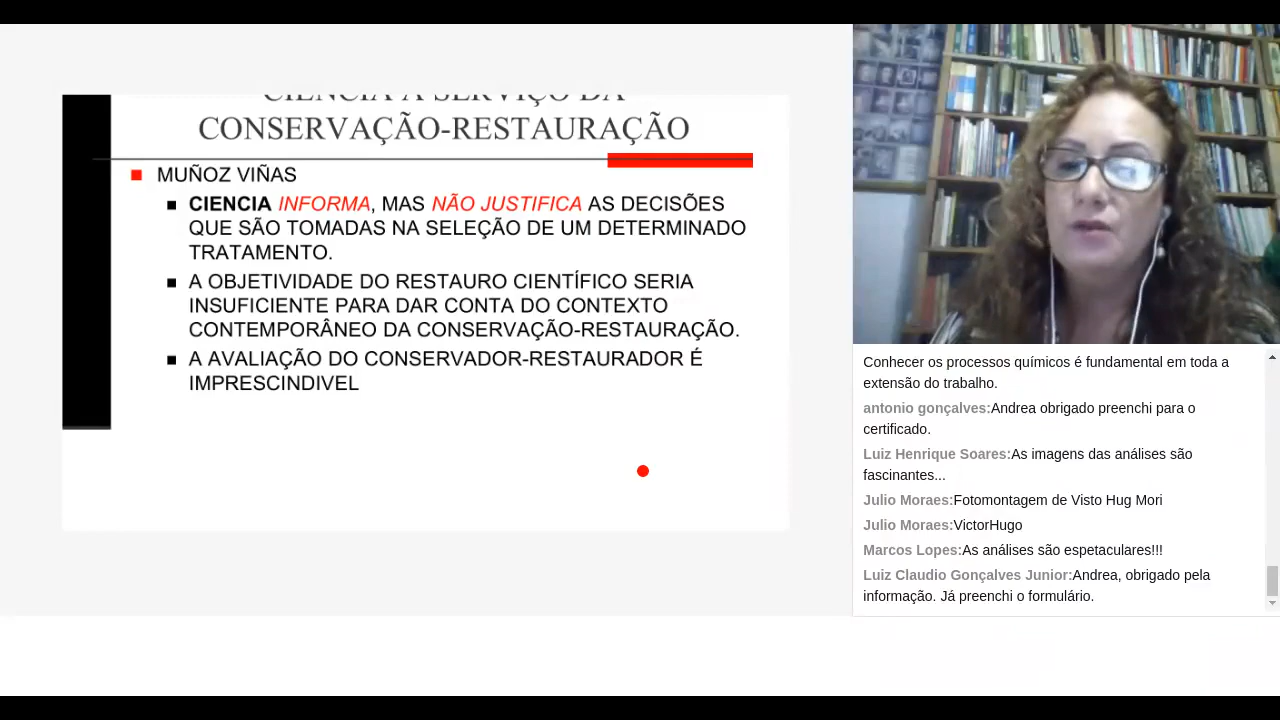 CIENCIA A SERVIÇO DA
CONSERVAÇÃO-RESTAURAÇÃO
MUÑOZ VIÑAS
CIENCIA INFORMA, MAS NÃO JUSTIFICA AS DECISÕES
QUE SÃO TOMADAS NA SELEÇÃO DE UM DETERMINADO
TRATAMENTO.
A OBJETIVIDADE DO RESTAURO CIENTÍFICO SERIA
INSUFICIENTE PARA DAR CONTA DO CONTEXTO
CONTEMPORÂNEO DA CONSERVAÇÃO-RESTAURAÇÃO.
A AVALIAÇÃO DO CONSERVADOR-RESTAURADOR É
IMPRESCINDIVEL
Conhecer os processos químicos é fundamental em toda a
extensão do trabalho.
antonio gonçalves:Andrea obrigado preenchi para o
certificado.
Luiz Henrique Soares:As imagens das análises são
fascinantes...
Julio Moraes:Fotomontagem de Visto Hug Mori
Julio Moraes:VictorHugo
Marcos Lopes:As análises são espetaculares!!!
Luiz Claudio Gonçalves Junior:Andrea, obrigado pela
informação. Já preenchi o formulário.